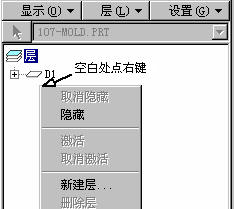 显示(O) 层(L) 设置(G)
107-MOLD.PRT
层
D1 空白处点右键
取消隐藏
隐藏
激活
取消激活
新建层...
删除层